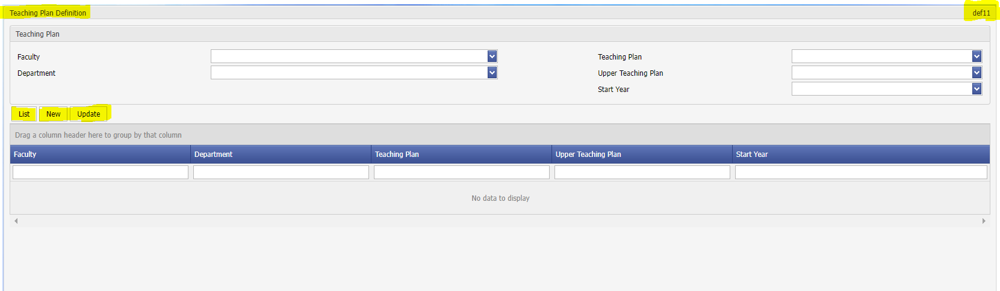 Teaching Plan Definition def11
Teaching Plan
Faculty Teaching Plan
Department Upper Teaching Plan
Start Year
List New Update
Drag a column header here to group by that column
Faculty Department Teaching Plan Upper Teaching Plan Start Year
No data to display